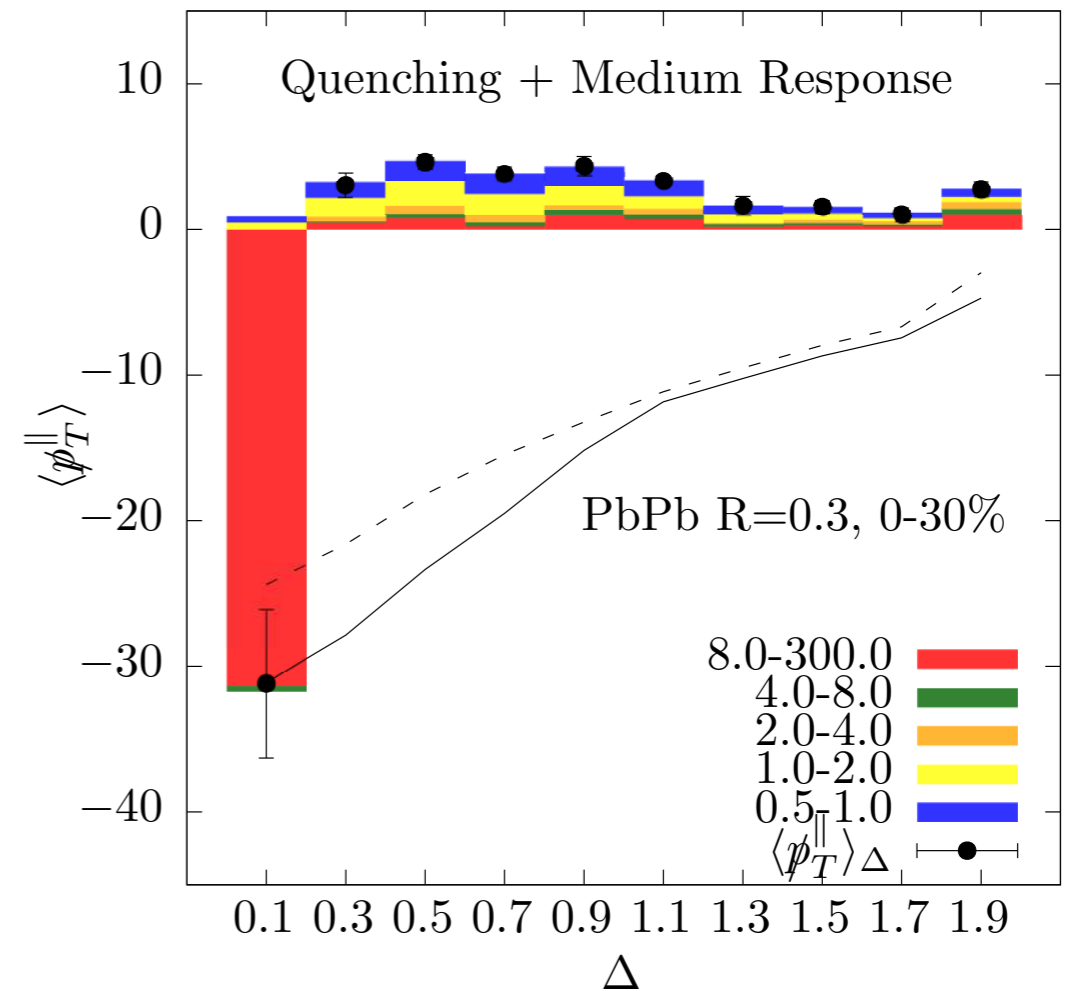 Quenching + Medium Response
10
0
−10
−20
−30
−40
⟨p̸_T^∥⟩
PbPb R=0.3, 0-30%
8.0-300.0
4.0-8.0
2.0-4.0
1.0-2.0
0.5-1.0
⟨p̸_T^∥⟩_Δ
0.1 0.3 0.5 0.7 0.9 1.1 1.3 1.5 1.7 1.9
Δ